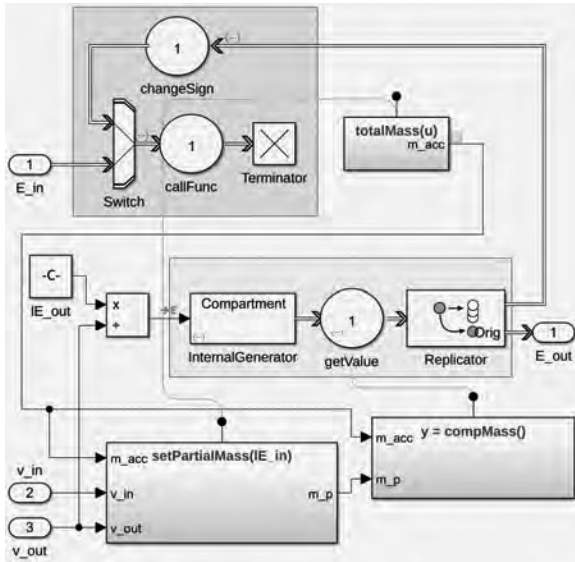 1
changeSign
totalMass(u)
m_acc
1
1
E_in
Switch
callFunc
Terminator
-C-
IE_out
x
÷
Compartment
InternalGenerator
1
getValue
Orig
Replicator
1
E_out
m_acc
y = compMass()
m_p
m_acc
setPartialMass(IE_in)
v_in
2
v_in
m_p
3
v_out
v_out